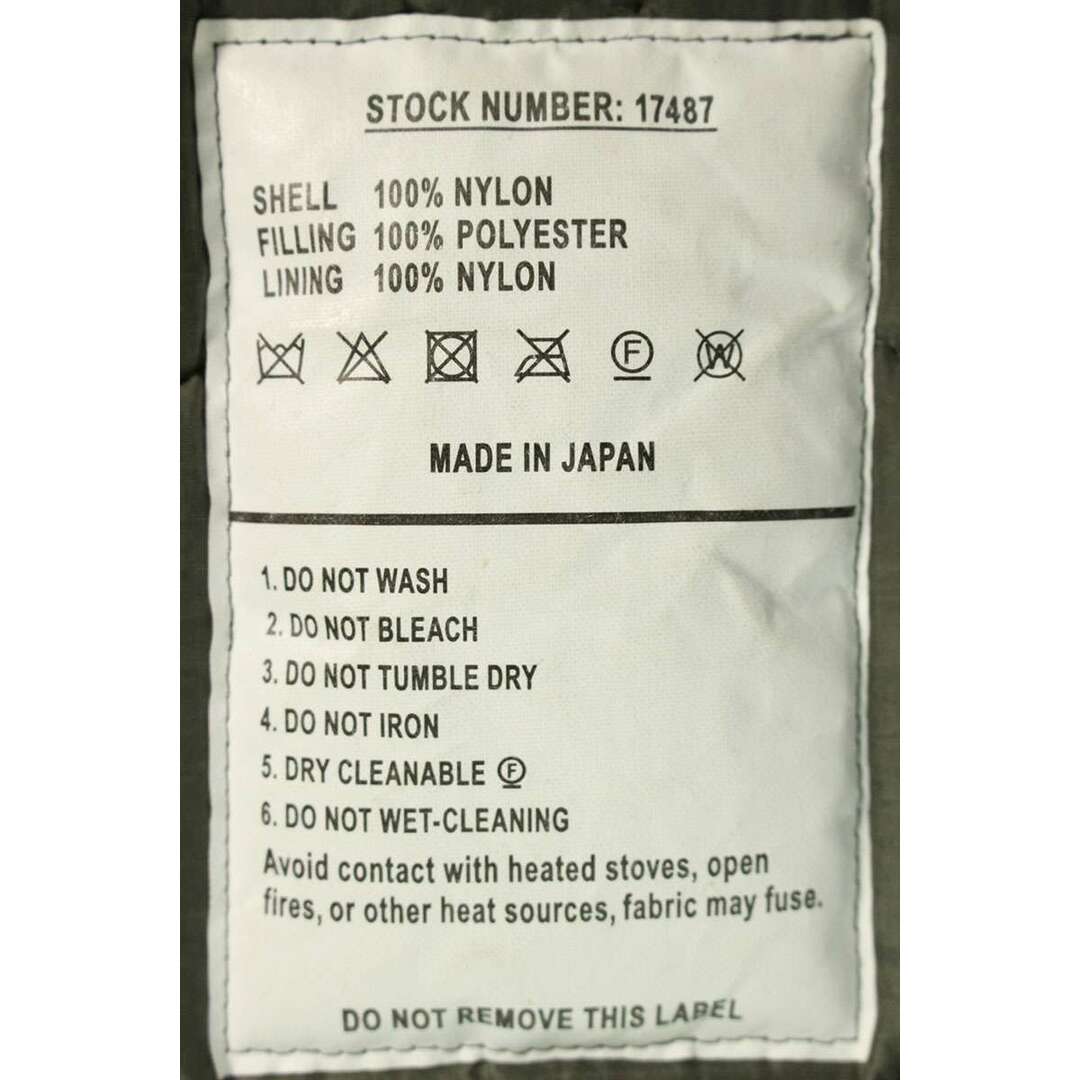 STOCK NUMBER: 17487
SHELL 100% NYLON
FILLING 100% POLYESTER
LINING 100% NYLON
F W
MADE IN JAPAN
1. DO NOT WASH
2. DO NOT BLEACH
3. DO NOT TUMBLE DRY
4. DO NOT IRON
5. DRY CLEANABLE F
6. DO NOT WET-CLEANING
Avoid contact with heated stoves, open
fires, or other heat sources, fabric may fuse.
DO NOT REMOVE THIS LABEL